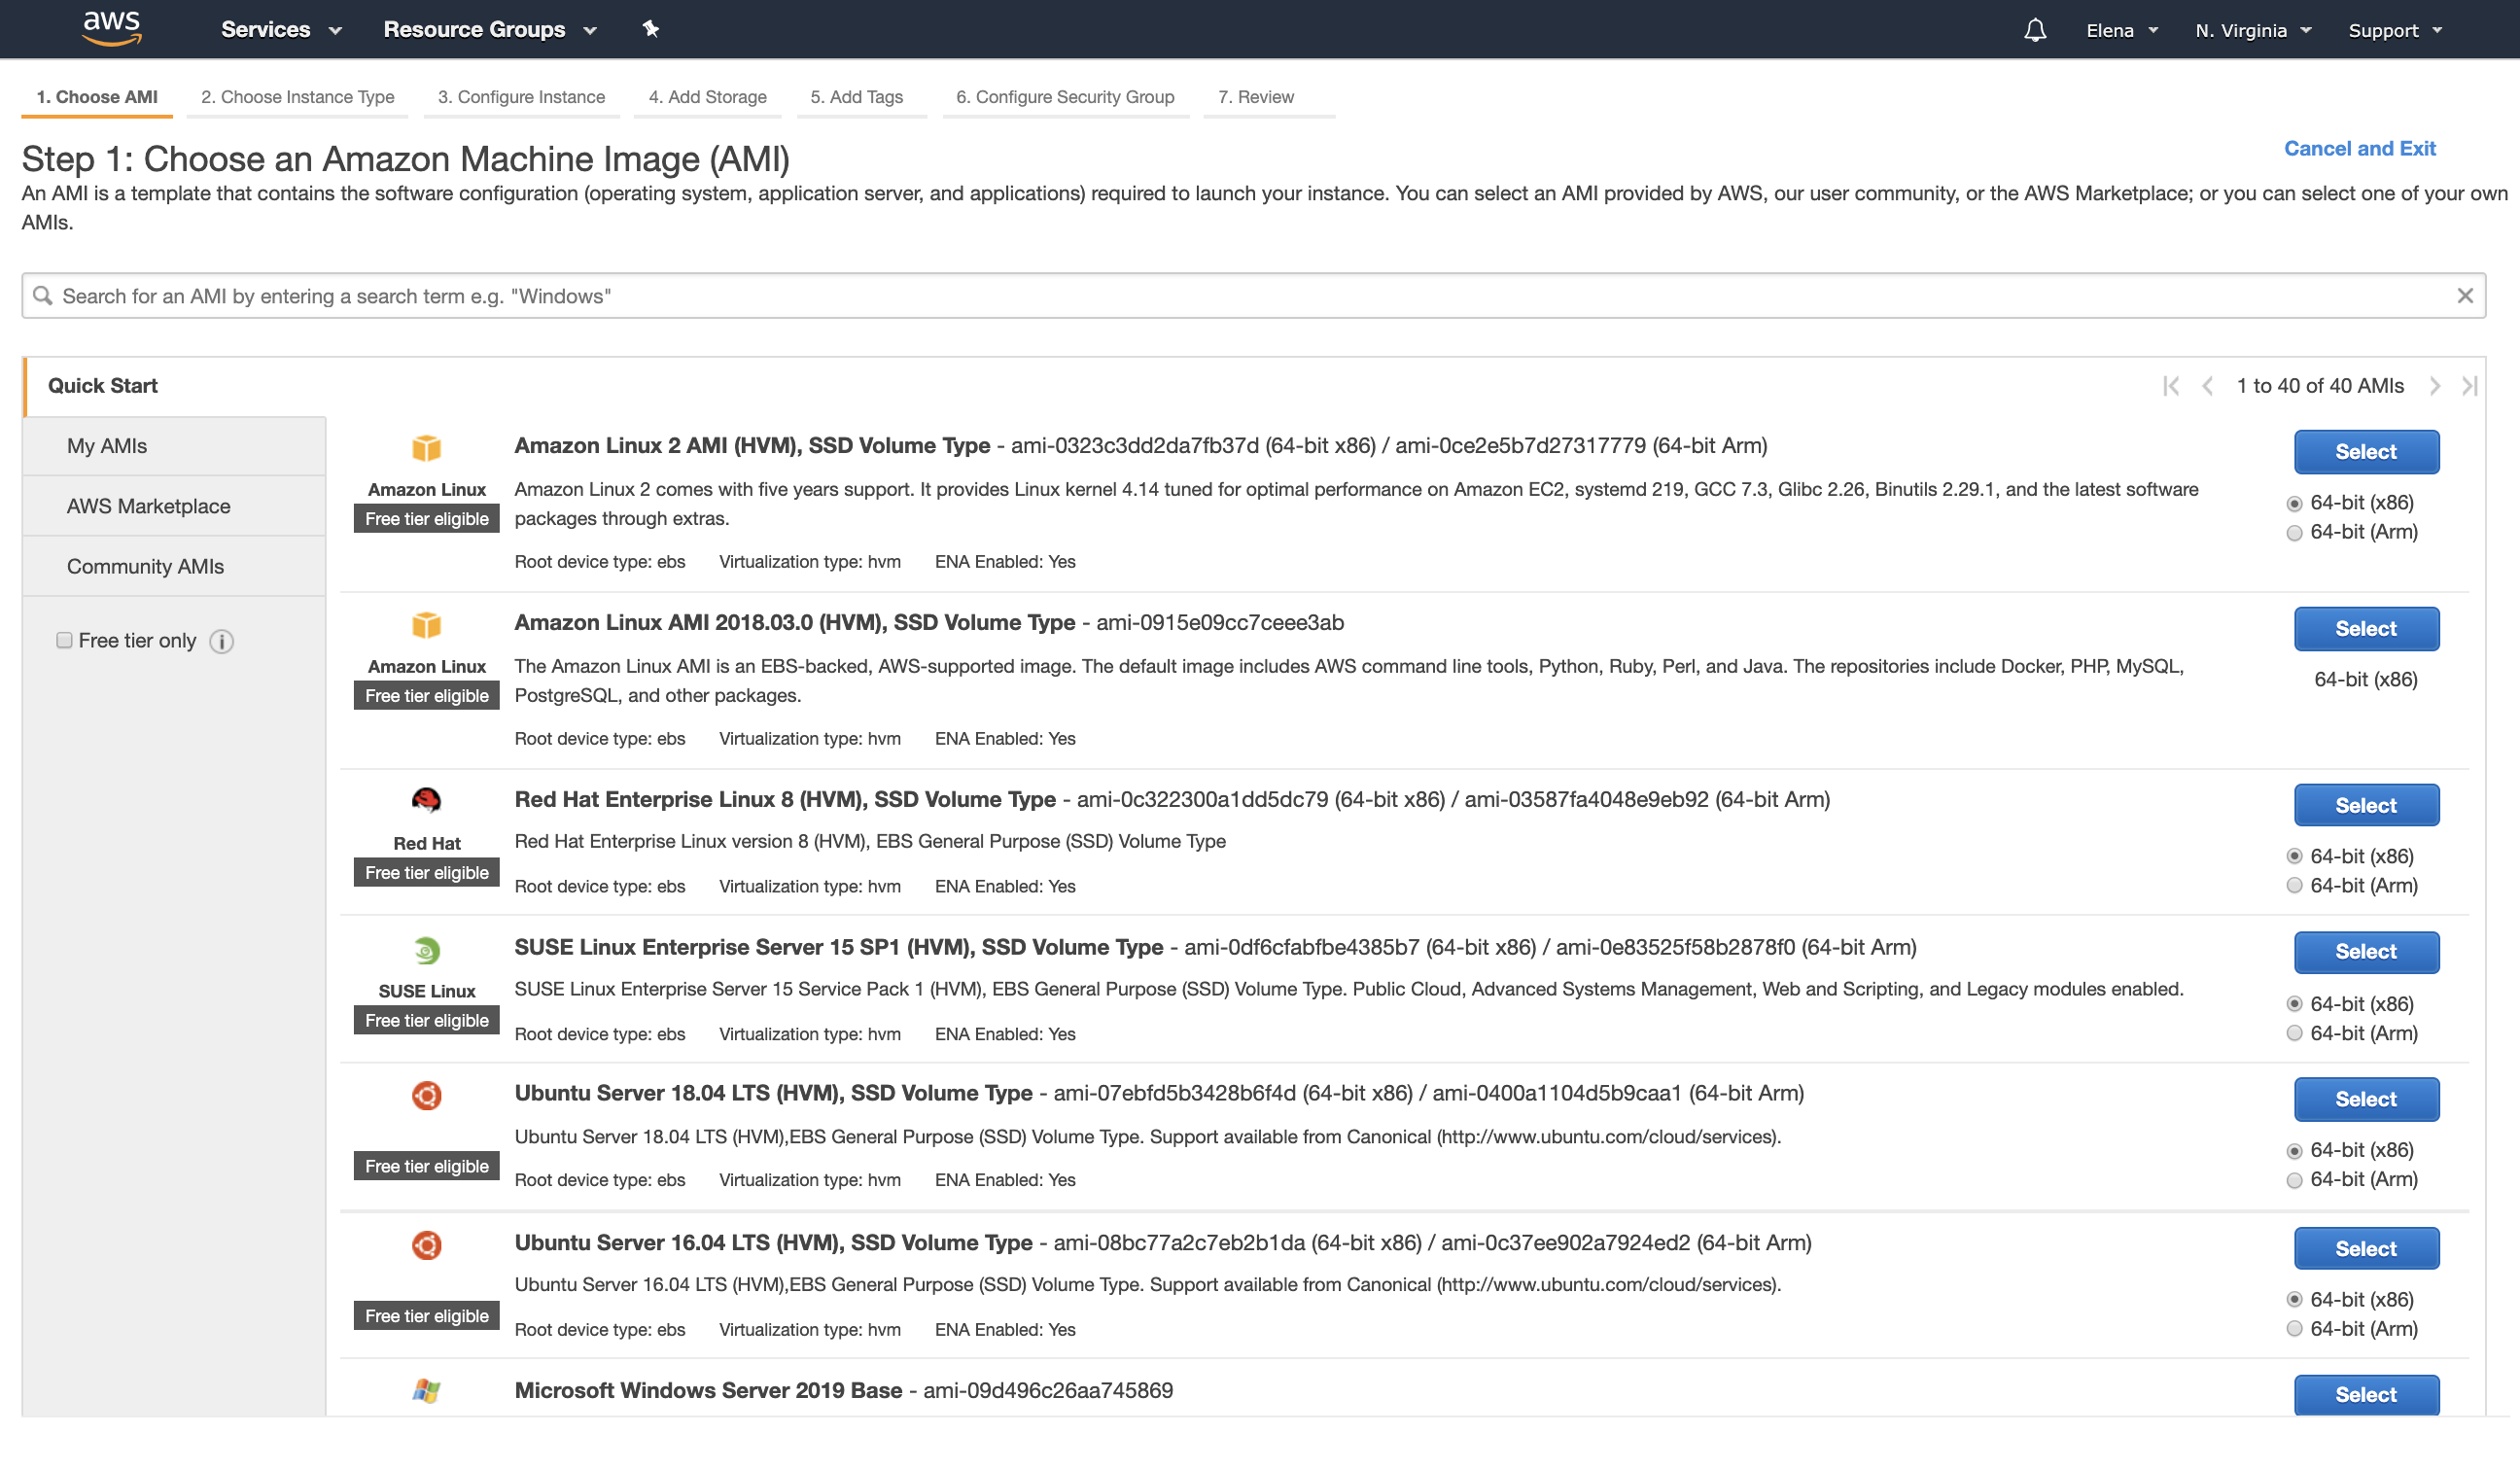 aws Services Resource Groups Elena N. Virginia Support
1. Choose AMI 2. Choose Instance Type 3. Configure Instance 4. Add Storage 5. Add Tags 6. Configure Security Group 7. Review
Step 1: Choose an Amazon Machine Image (AMI)
Cancel and Exit
An AMI is a template that contains the software configuration (operating system, application server, and applications) required to launch your instance. You can select an AMI provided by AWS, our user community, or the AWS Marketplace; or you can select one of your own
AMIs.
Search for an AMI by entering a search term e.g. "Windows"
Quick Start
1 to 40 of 40 AMIs
My AMIs
AWS Marketplace
Community AMIs
Free tier only
Amazon Linux
Free tier eligible
Amazon Linux 2 AMI (HVM), SSD Volume Type - ami-0323c3dd2da7fb37d (64-bit x86) / ami-0ce2e5b7d27317779 (64-bit Arm)
Amazon Linux 2 comes with five years support. It provides Linux kernel 4.14 tuned for optimal performance on Amazon EC2, systemd 219, GCC 7.3, Glibc 2.26, Binutils 2.29.1, and the latest software
packages through extras.
Root device type: ebs Virtualization type: hvm ENA Enabled: Yes
Select
64-bit (x86)
64-bit (Arm)
Amazon Linux
Free tier eligible
Amazon Linux AMI 2018.03.0 (HVM), SSD Volume Type - ami-0915e09cc7ceee3ab
The Amazon Linux AMI is an EBS-backed, AWS-supported image. The default image includes AWS command line tools, Python, Ruby, Perl, and Java. The repositories include Docker, PHP, MySQL,
PostgreSQL, and other packages.
Root device type: ebs Virtualization type: hvm ENA Enabled: Yes
Select
64-bit (x86)
Red Hat
Free tier eligible
Red Hat Enterprise Linux 8 (HVM), SSD Volume Type - ami-0c322300a1dd5dc79 (64-bit x86) / ami-03587fa4048e9eb92 (64-bit Arm)
Red Hat Enterprise Linux version 8 (HVM), EBS General Purpose (SSD) Volume Type
Root device type: ebs Virtualization type: hvm ENA Enabled: Yes
Select
64-bit (x86)
64-bit (Arm)
SUSE Linux
Free tier eligible
SUSE Linux Enterprise Server 15 SP1 (HVM), SSD Volume Type - ami-0df6cfabfbe4385b7 (64-bit x86) / ami-0e83525f58b2878f0 (64-bit Arm)
SUSE Linux Enterprise Server 15 Service Pack 1 (HVM), EBS General Purpose (SSD) Volume Type. Public Cloud, Advanced Systems Management, Web and Scripting, and Legacy modules enabled.
Root device type: ebs Virtualization type: hvm ENA Enabled: Yes
Select
64-bit (x86)
64-bit (Arm)
Free tier eligible
Ubuntu Server 18.04 LTS (HVM), SSD Volume Type - ami-07ebfd5b3428b6f4d (64-bit x86) / ami-0400a1104d5b9caa1 (64-bit Arm)
Ubuntu Server 18.04 LTS (HVM),EBS General Purpose (SSD) Volume Type. Support available from Canonical (http://www.ubuntu.com/cloud/services).
Root device type: ebs Virtualization type: hvm ENA Enabled: Yes
Select
64-bit (x86)
64-bit (Arm)
Free tier eligible
Ubuntu Server 16.04 LTS (HVM), SSD Volume Type - ami-08bc77a2c7eb2b1da (64-bit x86) / ami-0c37ee902a7924ed2 (64-bit Arm)
Ubuntu Server 16.04 LTS (HVM),EBS General Purpose (SSD) Volume Type. Support available from Canonical (http://www.ubuntu.com/cloud/services).
Root device type: ebs Virtualization type: hvm ENA Enabled: Yes
Select
64-bit (x86)
64-bit (Arm)
Microsoft Windows Server 2019 Base - ami-09d496c26aa745869
Select